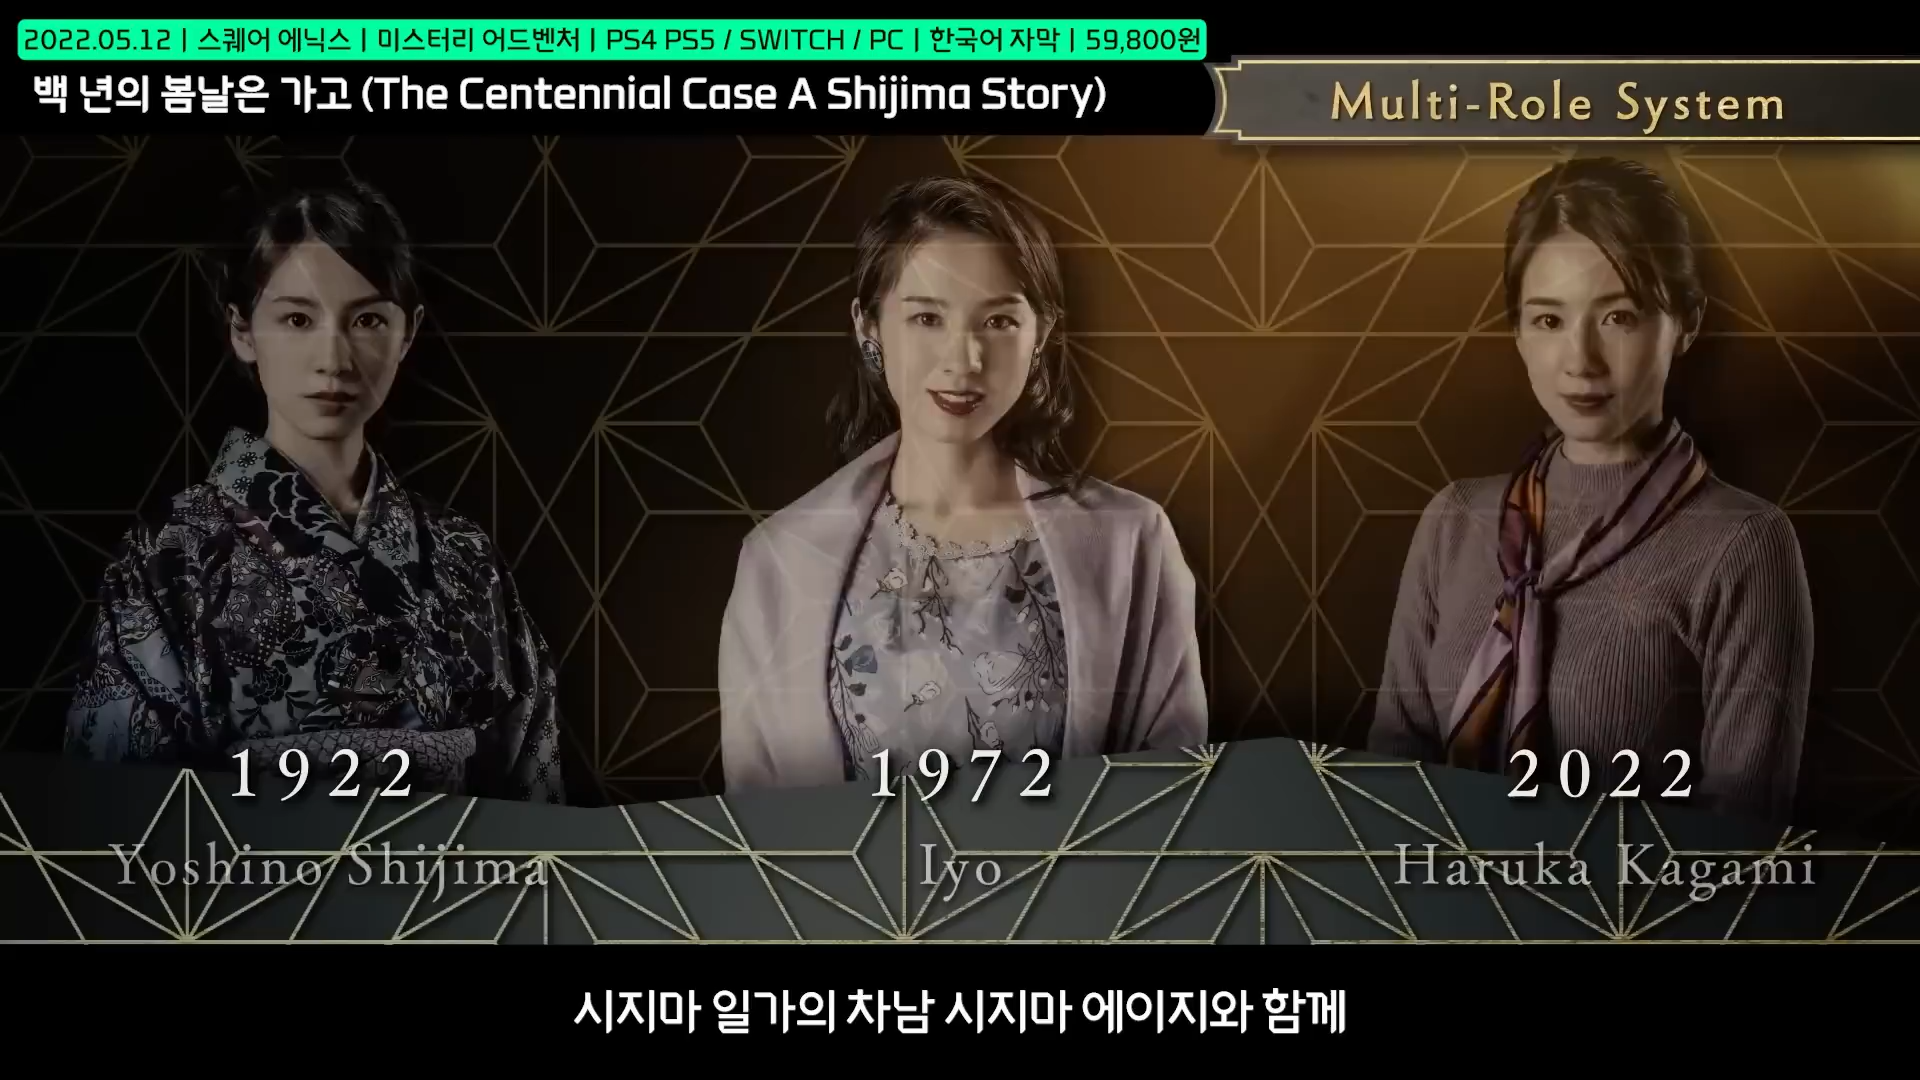 2022.05.12 | 스퀘어 에닉스 | 미스터리 어드벤처 | PS4 PS5 / SWITCH / PC | 한국어 자막 | 59,800원
백 년의 봄날은 가고 (The Centennial Case A Shijima Story)
Multi-Role System
1922
1972
2022
Yoshino Shijima
Iyo
Haruka Kagami
시지마 일가의 차남 시지마 에이지와 함께